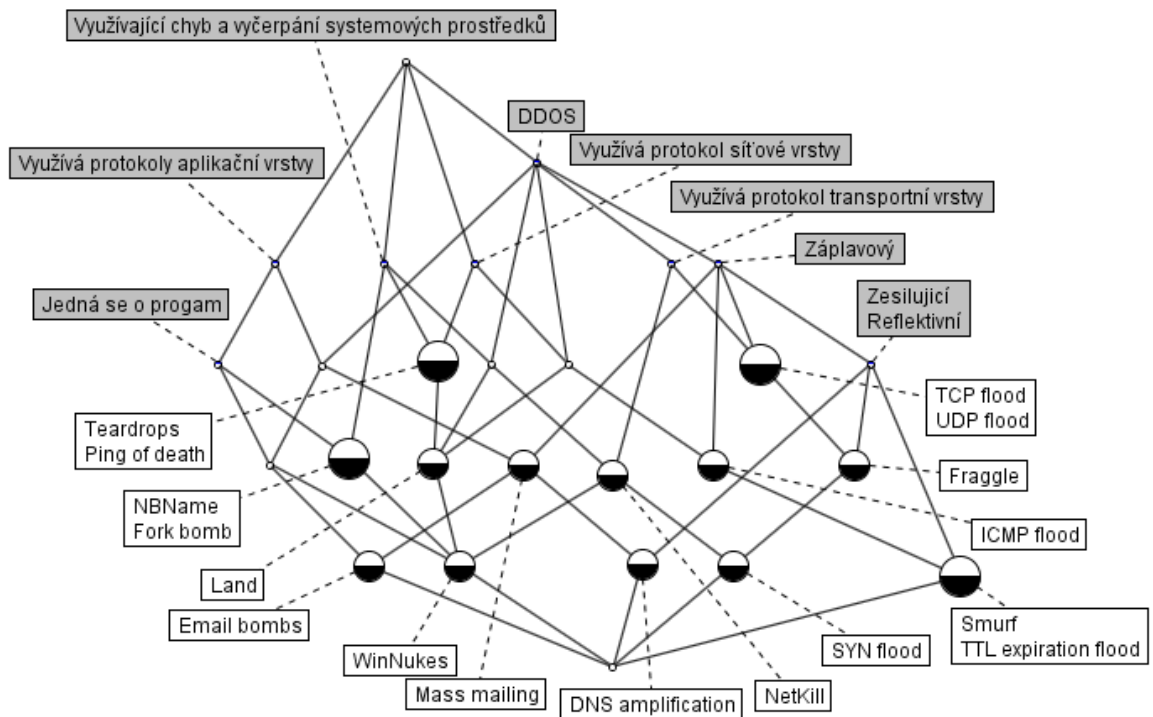 Využívající chyb a vyčerpání systemových prostředků
DDOS
Využívá protokoly aplikační vrstvy
Využívá protokol síťové vrstvy
Využívá protokol transportní vrstvy
Záplavový
Jedná se o progam
Zesilujicí
Reflektivní
TCP flood
UDP flood
Teardrops
Ping of death
Fraggle
NBName
Fork bomb
ICMP flood
Land
Email bombs
Smurf
TTL expiration flood
SYN flood
WinNukes
Mass mailing
DNS amplification
NetKill